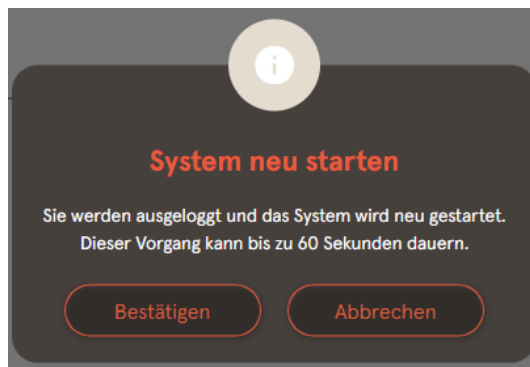 System neu starten
Sie werden ausgeloggt und das System wird neu gestartet.
Dieser Vorgang kann bis zu 60 Sekunden dauern.
Bestätigen
Abbrechen